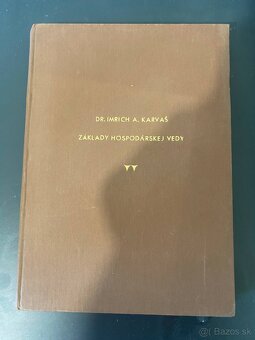 DR. IMRICH A. KARVAŠ
ZÁKLADY HOSPODÁRSKEJ VEDY
Bazos.sk